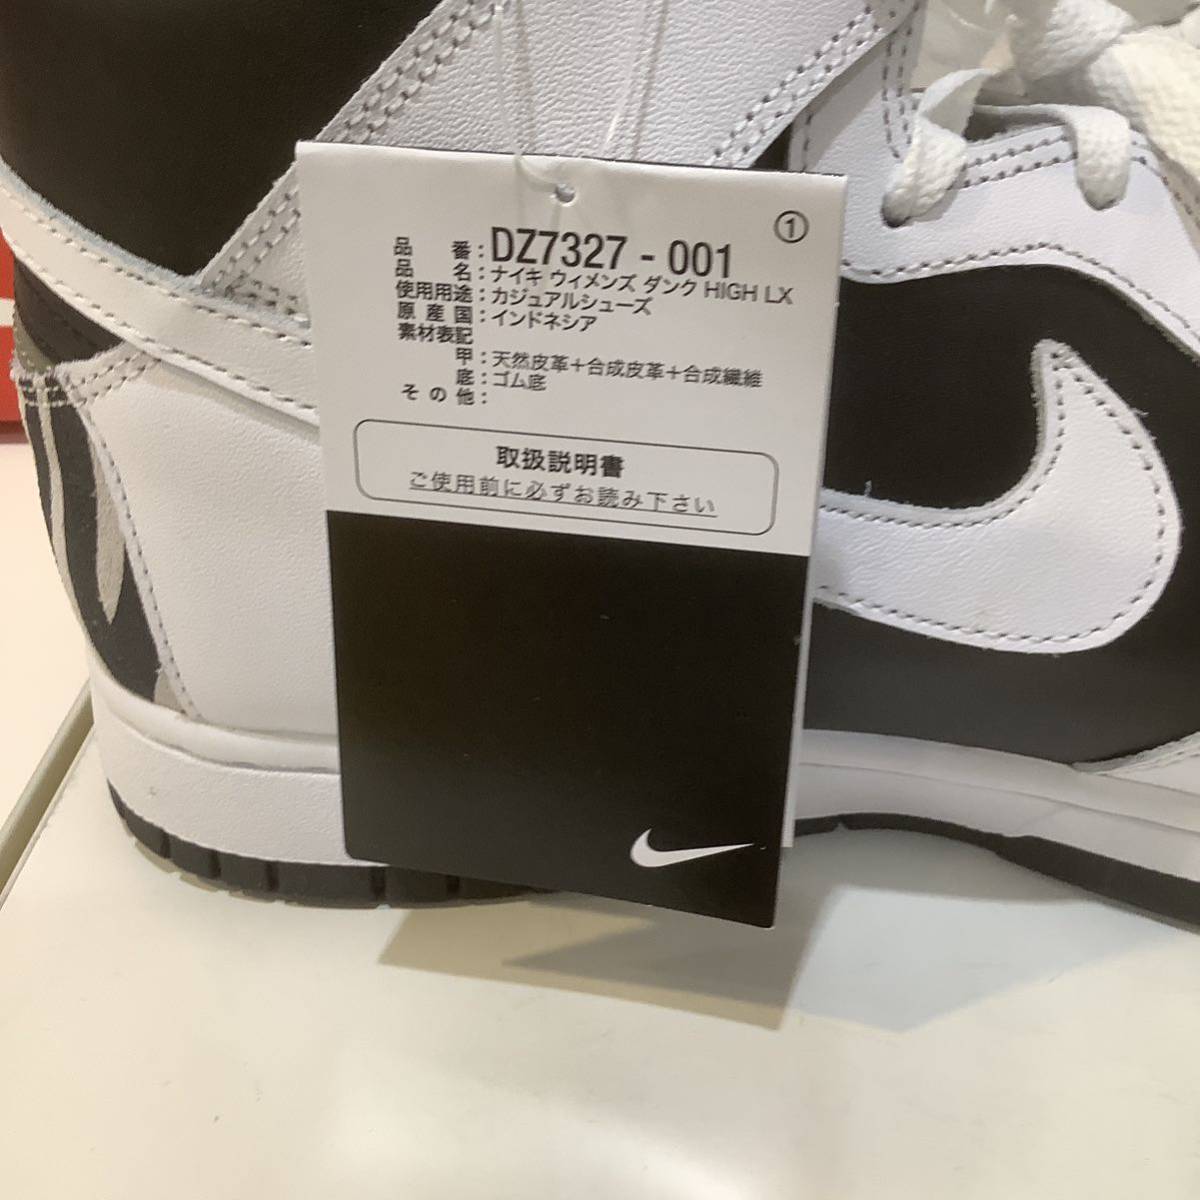 ①
品番：DZ7327 - 001
品名：ナイキ ウィメンズ ダンク HIGH LX
使用用途：カジュアルシューズ
原産国：インドネシア
素材表記
甲：天然皮革＋合成皮革＋合成繊維
底：ゴム底
その他：
取扱説明書
ご使用前に必ずお読み下さい